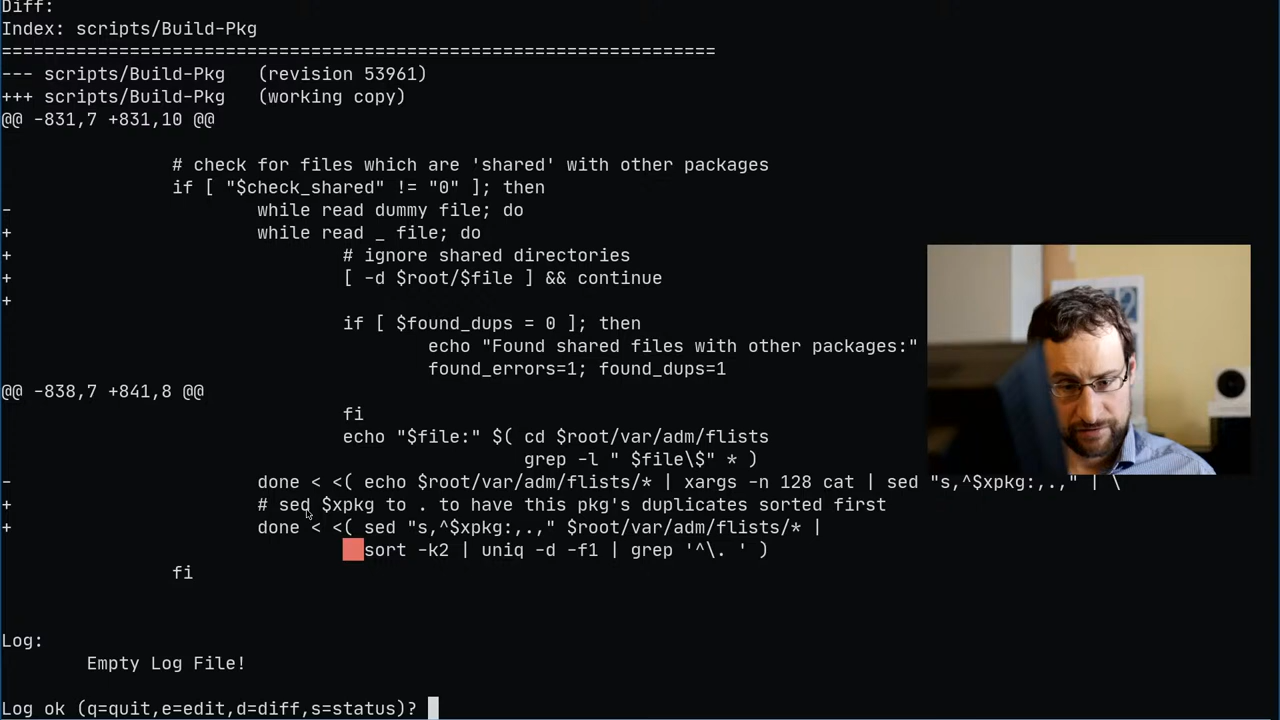 Diff:
Index: scripts/Build-Pkg
===================================================================
--- scripts/Build-Pkg   (revision 53961)
+++ scripts/Build-Pkg   (working copy)
@@ -831,7 +831,10 @@
# check for files which are 'shared' with other packages
if [ "$check_shared" != "0" ]; then
-                       while read dummy file; do
+                       while read _ file; do
+                               # ignore shared directories
+                               [ -d $root/$file ] && continue
+
if [ $found_dups = 0 ]; then
echo "Found shared files with other packages:"
found_errors=1; found_dups=1
@@ -838,7 +841,8 @@
fi
echo "$file:" $( cd $root/var/adm/flists
grep -l " $file\$" * )
-                       done < <( echo $root/var/adm/flists/* | xargs -n 128 cat | sed "s,^$xpkg:,.," | \
+                       # sed $xpkg to . to have this pkg's duplicates sorted first
+                       done < <( sed "s,^$xpkg:,.," $root/var/adm/flists/* |
sort -k2 | uniq -d -f1 | grep '^\. ' )
fi
Log:
Empty Log File!
Log ok (q=quit,e=edit,d=diff,s=status)?